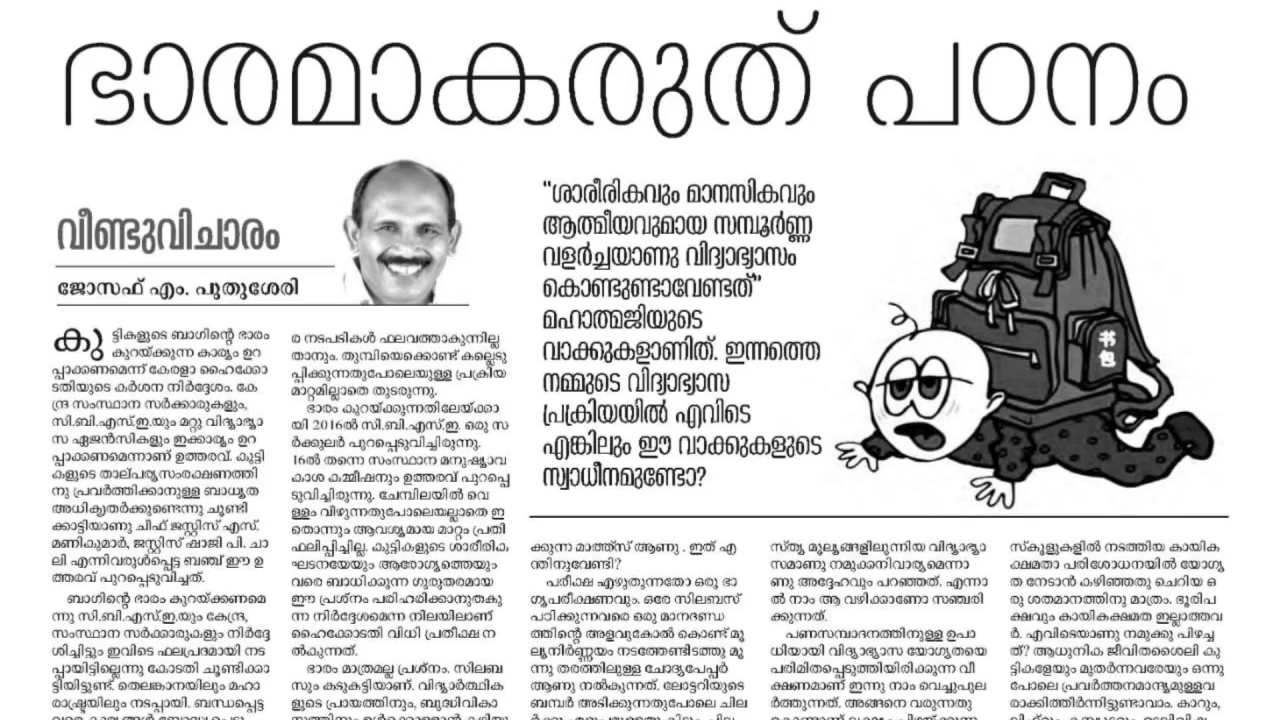 ഭാരമാകരുത് പഠനം
വീണ്ടുവിചാരം
ജോസഫ് എം. പുതുശേരി
"ശാരീരികവും മാനസികവും
ആത്മീയവുമായ സമ്പൂർണ്ണ
വളർച്ചയാണു വിദ്യാഭ്യാസം
കൊണ്ടുണ്ടാവേണ്ടത്"
മഹാത്മജിയുടെ
വാക്കുകളാണിത്. ഇന്നത്തെ
നമ്മുടെ വിദ്യാഭ്യാസ
പ്രക്രിയയിൽ എവിടെ
എങ്കിലും ഈ വാക്കുകളുടെ
സ്വാധീനമുണ്ടോ?
书包
കുട്ടികളുടെ ബാഗിന്റെ ഭാരം
കുറയ്ക്കുന്ന കാര്യം ഉറ
പ്പാക്കണമെന്ന് കേരളാ ഹൈക്കോ
ടതിയുടെ കർശന നിർദ്ദേശം. കേ
ന്ദ്ര സംസ്ഥാന സർക്കാരുകളും,
സി.ബി.എസ്.ഇ.യും മറ്റു വിദ്യാഭ്യാ
സ ഏജൻസികളും ഇക്കാര്യം ഉറ
പ്പാക്കണമെന്നാണ് ഉത്തരവ്. കുട്ടി
കളുടെ താല്പര്യസംരക്ഷണത്തി
നു പ്രവർത്തിക്കാനുള്ള ബാധ്യത
അധികൃതർക്കുണ്ടെന്നു ചൂണ്ടി
ക്കാട്ടിയാണു ചീഫ് ജസ്റ്റിസ് എസ്.
മണികുമാർ, ജസ്റ്റിസ് ഷാജി പി. ചാ
ലി എന്നിവരുൾപ്പെട്ട ബഞ്ച് ഈ ഉ
ത്തരവ് പുറപ്പെടുവിച്ചത്.
ബാഗിന്റെ ഭാരം കുറയ്ക്കണമെ
ന്നു സി.ബി.എസ്.ഇ.യും കേന്ദ്ര,
സംസ്ഥാന സർക്കാരുകളും നിർദ്ദേ
ശിച്ചിട്ടും ഇവിടെ ഫലപ്രദമായി നട
പ്പായിട്ടില്ലെന്നു കോടതി ചൂണ്ടിക്കാ
ട്ടിയിട്ടുണ്ട്. തെലങ്കാനയിലും മഹാ
രാഷ്ട്രയിലും നടപ്പായി. ബന്ധപ്പെട്ട
ര നടപടികൾ ഫലവത്താകുന്നില്ല
താനും. തുമ്പിയെക്കൊണ്ട് കല്ലെടു
പ്പിക്കുന്നതുപോലെയുള്ള പ്രക്രിയ
മാറ്റമില്ലാതെ തുടരുന്നു.
ഭാരം കുറയ്ക്കുന്നതിലേയ്ക്കാ
യി 2016ൽ സി.ബി.എസ്.ഇ. ഒരു സ
ർക്കുലർ പുറപ്പെടുവിച്ചിരുന്നു.
16ൽ തന്നെ സംസ്ഥാന മനുഷ്യാവ
കാശ കമ്മീഷനും ഉത്തരവ് പുറപ്പെ
ടുവിച്ചിരുന്നു. ചേമ്പിലയിൽ വെ
ള്ളം വിഴുന്നതുപോലെയല്ലാതെ ഇ
തൊന്നും ആവശ്യമായ മാറ്റം പ്രതി
ഫലിപ്പിച്ചില്ല. കുട്ടികളുടെ ശാരീരിക
ഘടനയേയും ആരോഗ്യത്തെയും
വരെ ബാധിക്കുന്ന ഗുരുതരമായ
ഈ പ്രശ്നം പരിഹരിക്കാനുതകു
ന്ന നിർദ്ദേശമെന്ന നിലയിലാണ്
ഹൈക്കോടതി വിധി പ്രതീക്ഷ ന
ൽകുന്നത്.
ഭാരം മാത്രമല്ല പ്രശ്നം. സിലബ
സും കടുകട്ടിയാണ്. വിദ്യാർത്ഥിക
ളുടെ പ്രായത്തിനും, ബുദ്ധിവികാ
ക്കുന്ന മാത്ത്സ് ആണു . ഇത് എ
ന്തിനുവേണ്ടി?
പരീക്ഷ എഴുതുന്നതോ ഒരു ഭാ
ഗ്യപരീക്ഷണവും. ഒരേ സിലബസ്
പഠിക്കുന്നവരെ ഒരു മാനദണ്ഡ
ത്തിന്റെ അളവുകോൽ കൊണ്ട് മൂ
ല്യനിർണ്ണയം നടത്തേണ്ടിടത്തു മൂ
ന്നു തരത്തിലുള്ള ചോദ്യപേപ്പർ
ആണു നൽകുന്നത്. ലോട്ടറിയുടെ
ബമ്പർ അടിക്കുന്നതുപോലെ ചില
സ്തൃ മൂല്യങ്ങളിലൂന്നിയ വിദ്യാഭ്യാ
സമാണു നമുക്കനിവാര്യമെന്നാ
ണു അദ്ദേഹവും പറഞ്ഞത്. എന്നാ
ൽ നാം ആ വഴിക്കാണോ സഞ്ചരി
ക്കുന്നത്.
പണസമ്പാദനത്തിനുള്ള ഉപാ
ധിയായി വിദ്യാഭ്യാസ യോഗ്യതയെ
പരിമിതപ്പെടുത്തിയിരിക്കുന്ന വീ
ക്ഷണമാണ് ഇന്നു നാം വെച്ചുപുല
ർത്തുന്നത്. അങ്ങനെ വരുന്നതു
സ്കൂളുകളിൽ നടത്തിയ കായിക
ക്ഷമതാ പരിശോധനയിൽ യോഗ്യ
ത നേടാൻ കഴിഞ്ഞതു ചെറിയ ഒ
രു ശതമാനത്തിനു മാത്രം. ഭൂരിപ
ക്ഷവും കായികക്ഷമത ഇല്ലാത്തവ
ർ. എവിടെയാണു നമുക്കു പിഴച്ച
ത്? ആധുനിക ജീവിതശൈലി കു
ട്ടികളേയും മുതർന്നവരേയും ഒന്നു
പോലെ പ്രവർത്തനമാന്ദ്യമുള്ളവ
രാക്കിത്തിർന്നിട്ടുണ്ടാവാം. കാറും,